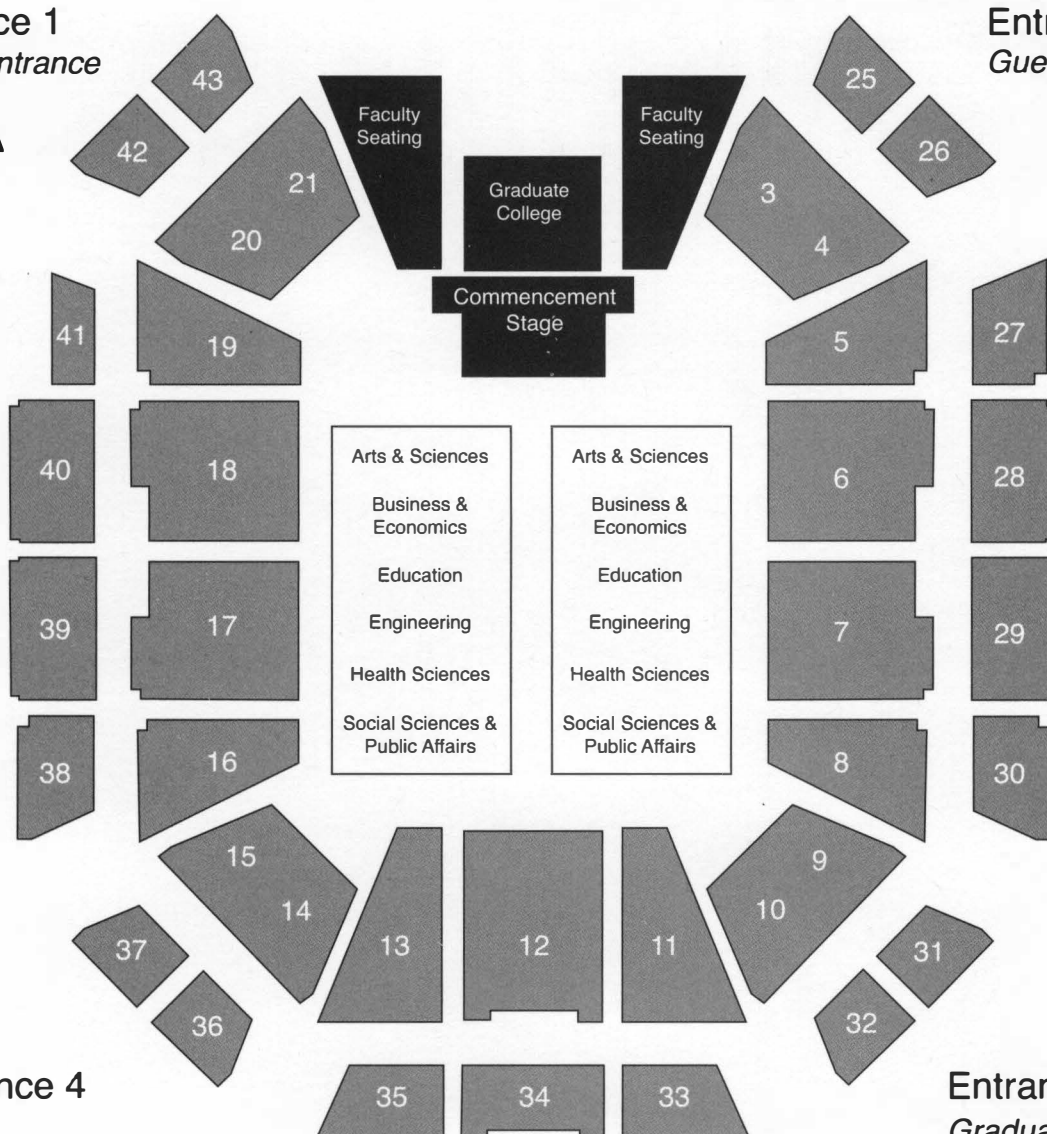 ce 1
ntrance
Entr
Gue
43
42
25
26
Faculty
Seating
Faculty
Seating
Graduate
College
21
20
3
4
Commencement
Stage
41
19
5
27
40
18
6
28
Arts & Sciences
Business &
Economics
Education
Engineering
Health Sciences
Social Sciences &
Public Affairs
Arts & Sciences
Business &
Economics
Education
Engineering
Health Sciences
Social Sciences &
Public Affairs
39
17
7
29
38
16
8
30
15
14
9
10
37
36
13
12
11
31
32
35
34
33
nce 4
Entran
Gradua